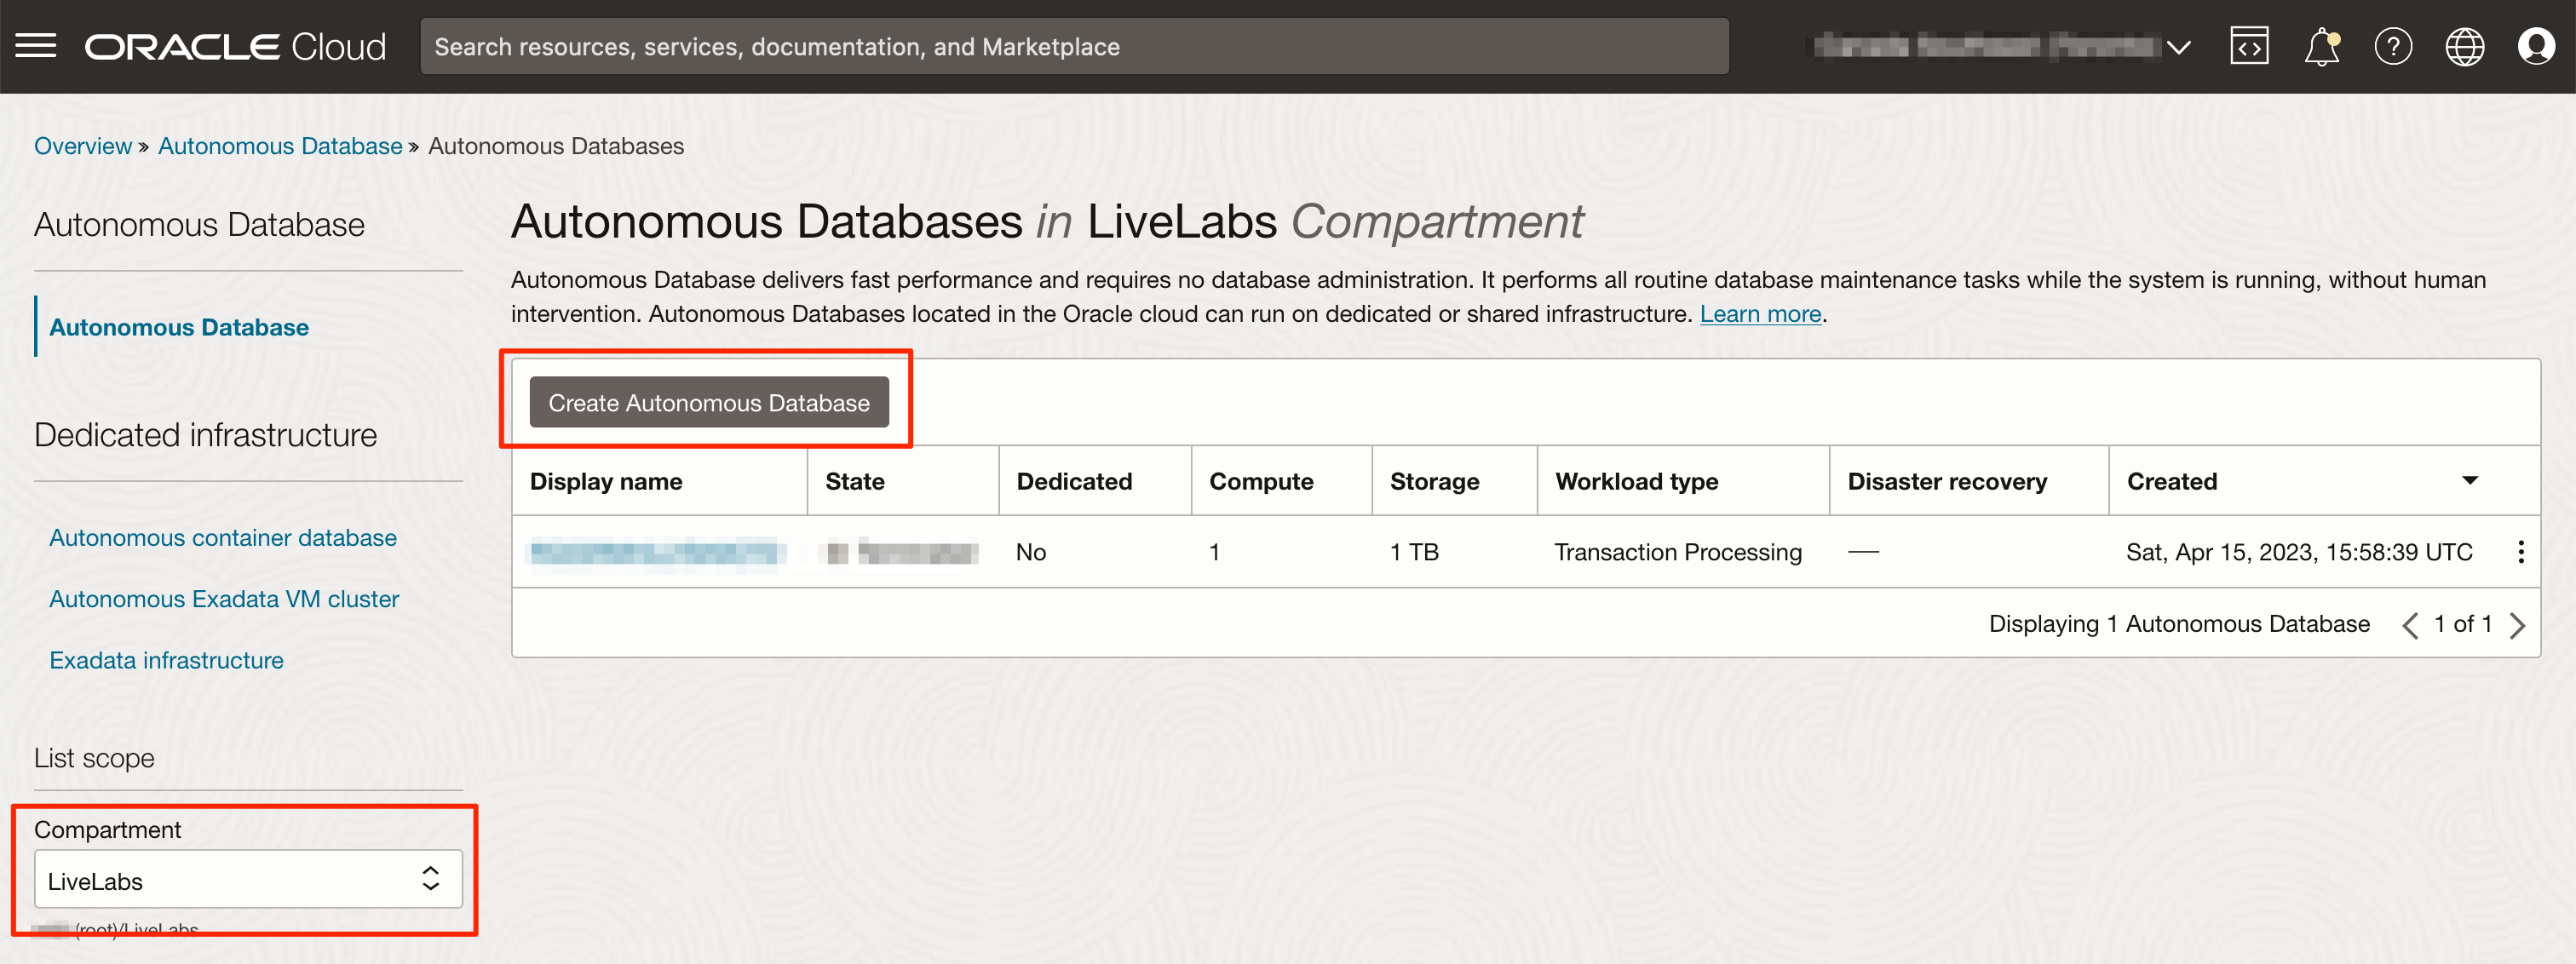 ORACLE Cloud
Search resources, services, documentation, and Marketplace
Overview » Autonomous Database » Autonomous Databases
Autonomous Database
Autonomous Database
Dedicated infrastructure
Autonomous container database
Autonomous Exadata VM cluster
Exadata infrastructure
List scope
Compartment
LiveLabs
(root)/LiveLabs
Autonomous Databases in LiveLabs Compartment
Autonomous Database delivers fast performance and requires no database administration. It performs all routine database maintenance tasks while the system is running, without human
intervention. Autonomous Databases located in the Oracle cloud can run on dedicated or shared infrastructure. Learn more.
Create Autonomous Database
Display name State Dedicated Compute Storage Workload type Disaster recovery Created
No 1 1 TB Transaction Processing — Sat, Apr 15, 2023, 15:58:39 UTC
Displaying 1 Autonomous Database < 1 of 1 >